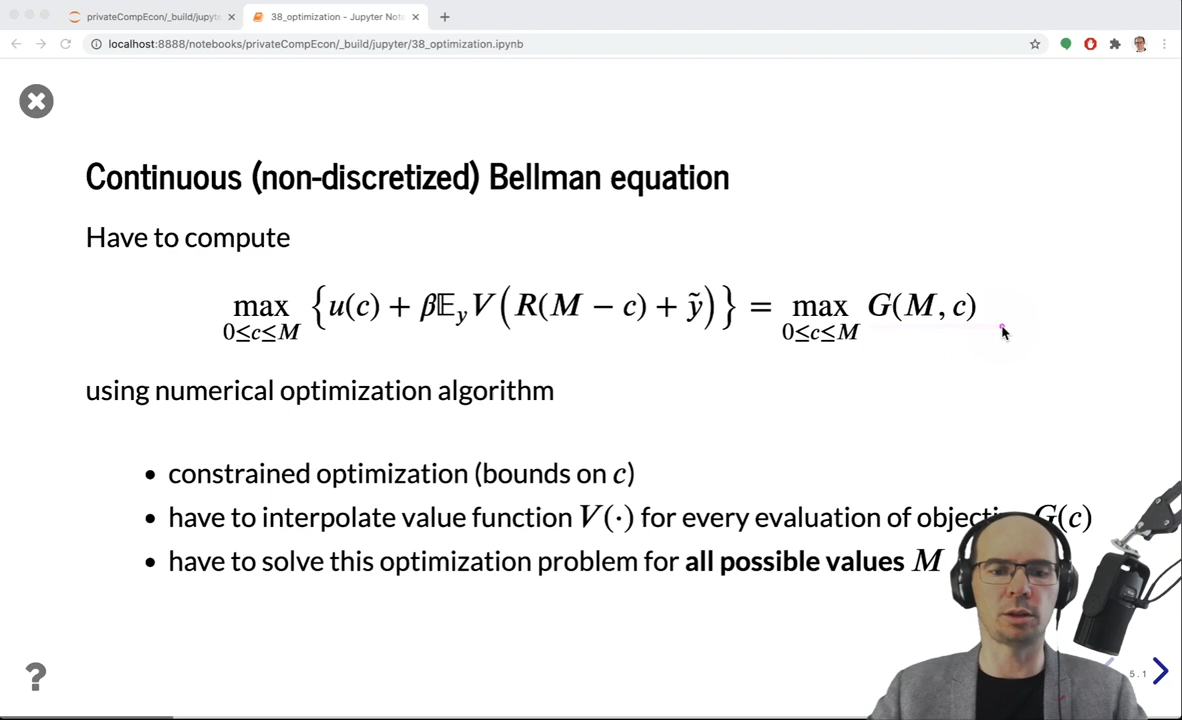 privateCompEcon/_build/jupyte
38_optimization - Jupyter Note
localhost:8888/notebooks/privateCompEcon/_build/jupyter/38_optimization.ipynb
Continuous (non-discretized) Bellman equation
Have to compute
max 0≤c≤M {u(c) + β𝔼_y V(R(M − c) + ỹ)} = max 0≤c≤M G(M, c)
using numerical optimization algorithm
• constrained optimization (bounds on c)
• have to interpolate value function V(·) for every evaluation of G(c)
• have to solve this optimization problem for all possible values M
?
5.1